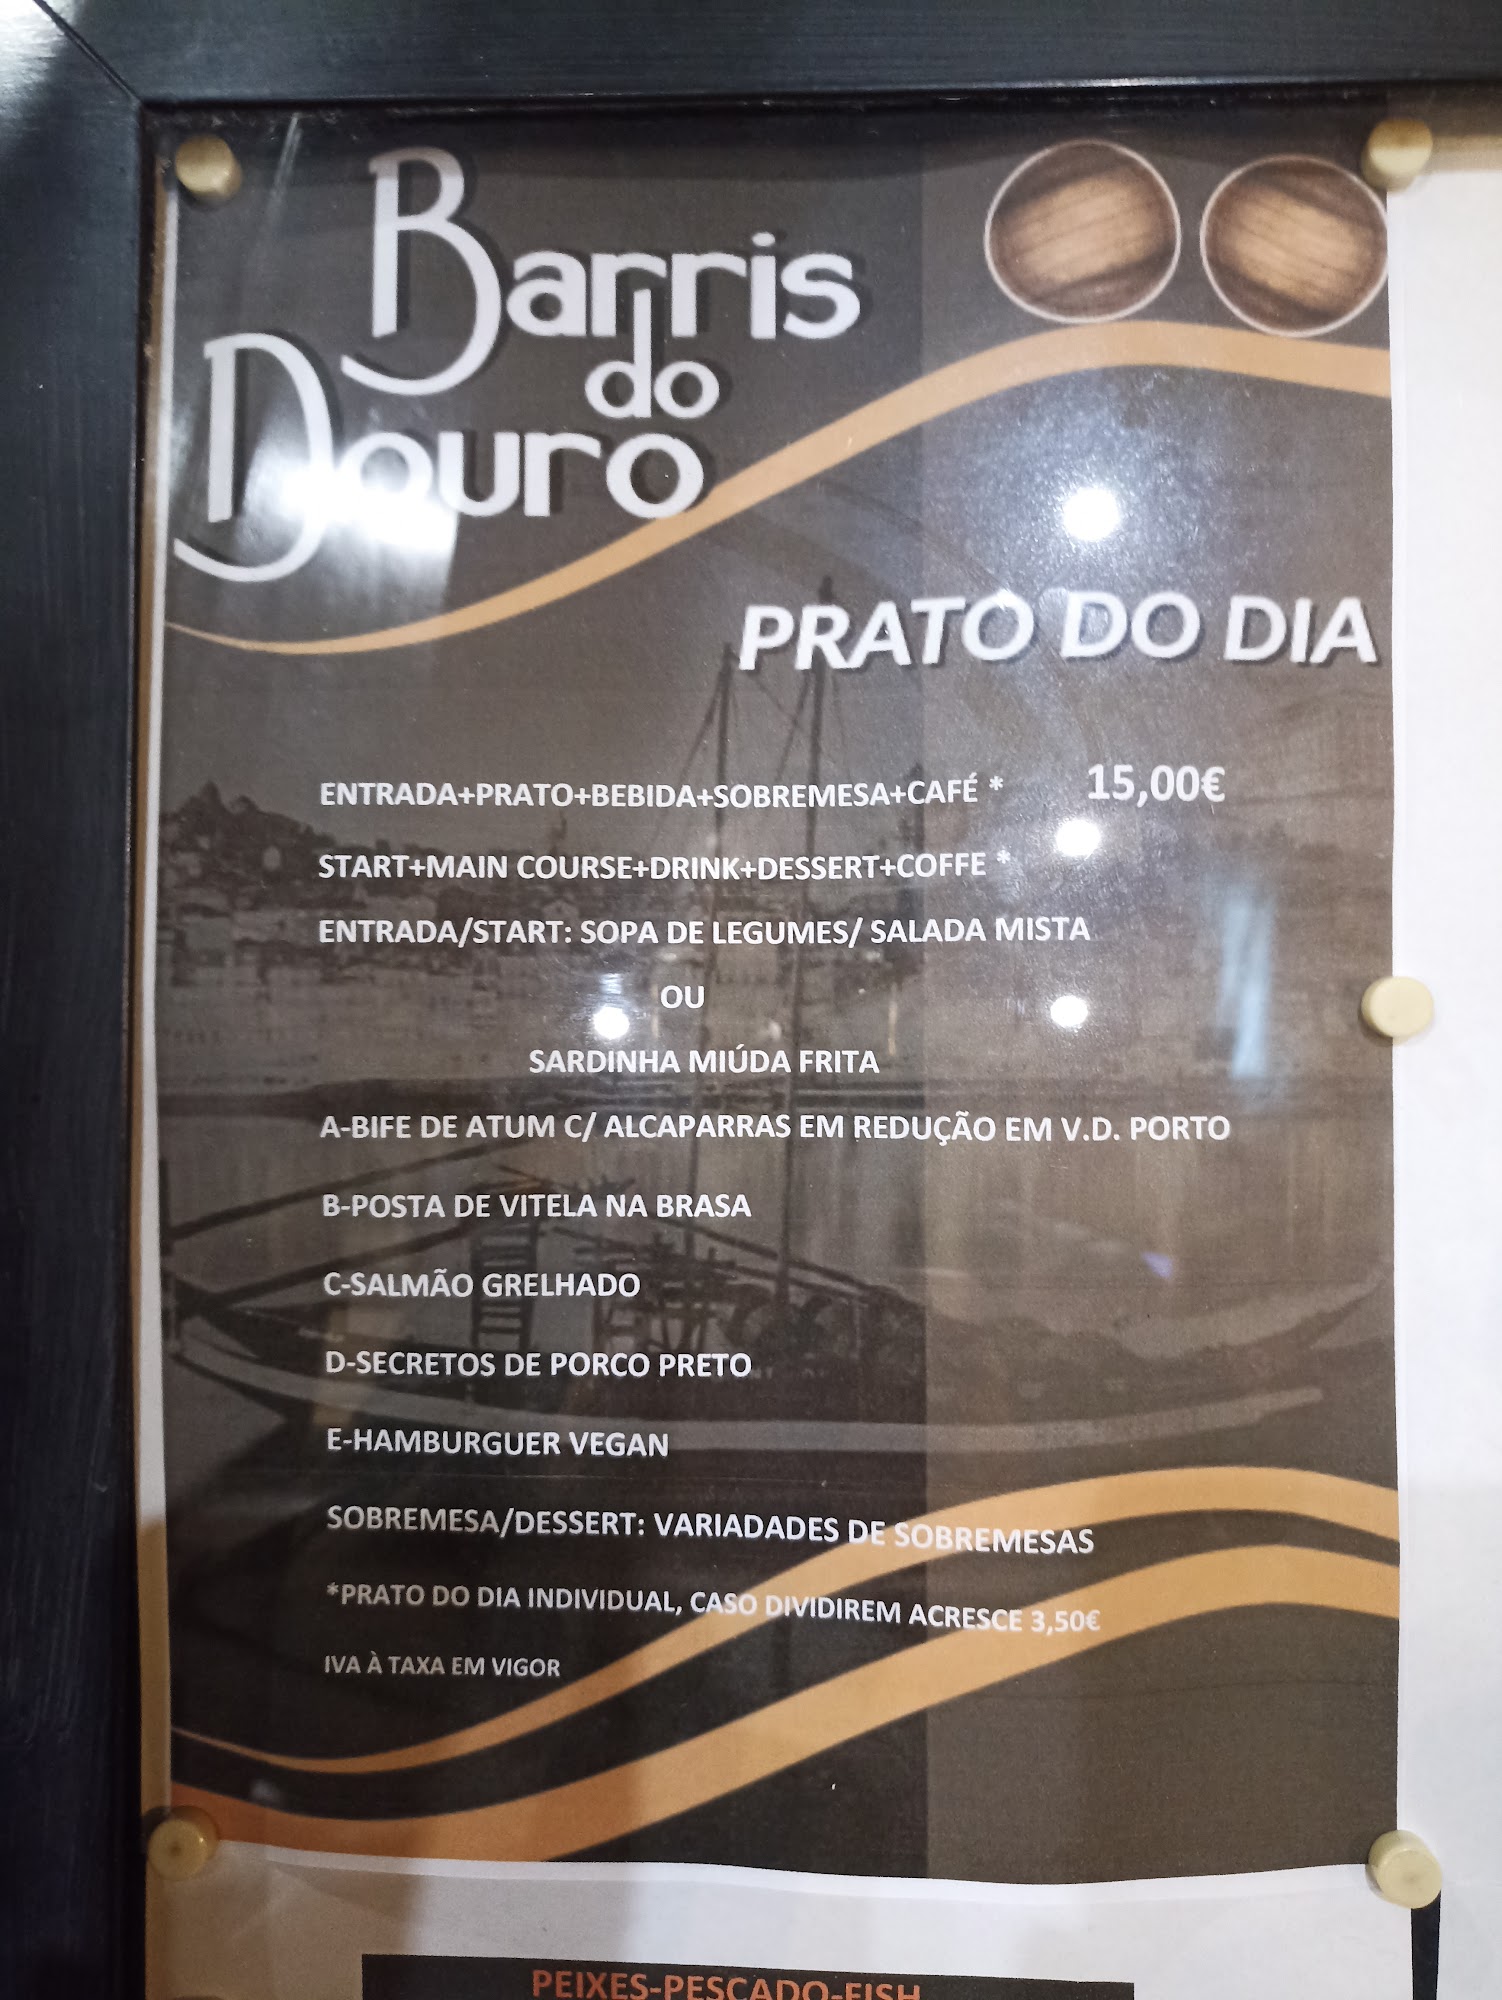 Barris
do
Douro
PRATO DO DIA
ENTRADA+PRATO+BEBIDA+SOBREMESA+CAFÉ * 15,00€
START+MAIN COURSE+DRINK+DESSERT+COFFE *
ENTRADA/START: SOPA DE LEGUMES/ SALADA MISTA
OU
SARDINHA MIÚDA FRITA
A-BIFE DE ATUM C/ ALCAPARRAS EM REDUÇÃO EM V.D. PORTO
B-POSTA DE VITELA NA BRASA
C-SALMÃO GRELHADO
D-SECRETOS DE PORCO PRETO
E-HAMBURGUER VEGAN
SOBREMESA/DESSERT: VARIADADES DE SOBREMESAS
*PRATO DO DIA INDIVIDUAL, CASO DIVIDIREM ACRESCE 3,50€
IVA À TAXA EM VIGOR
PEIXES-PESCADO-FISH